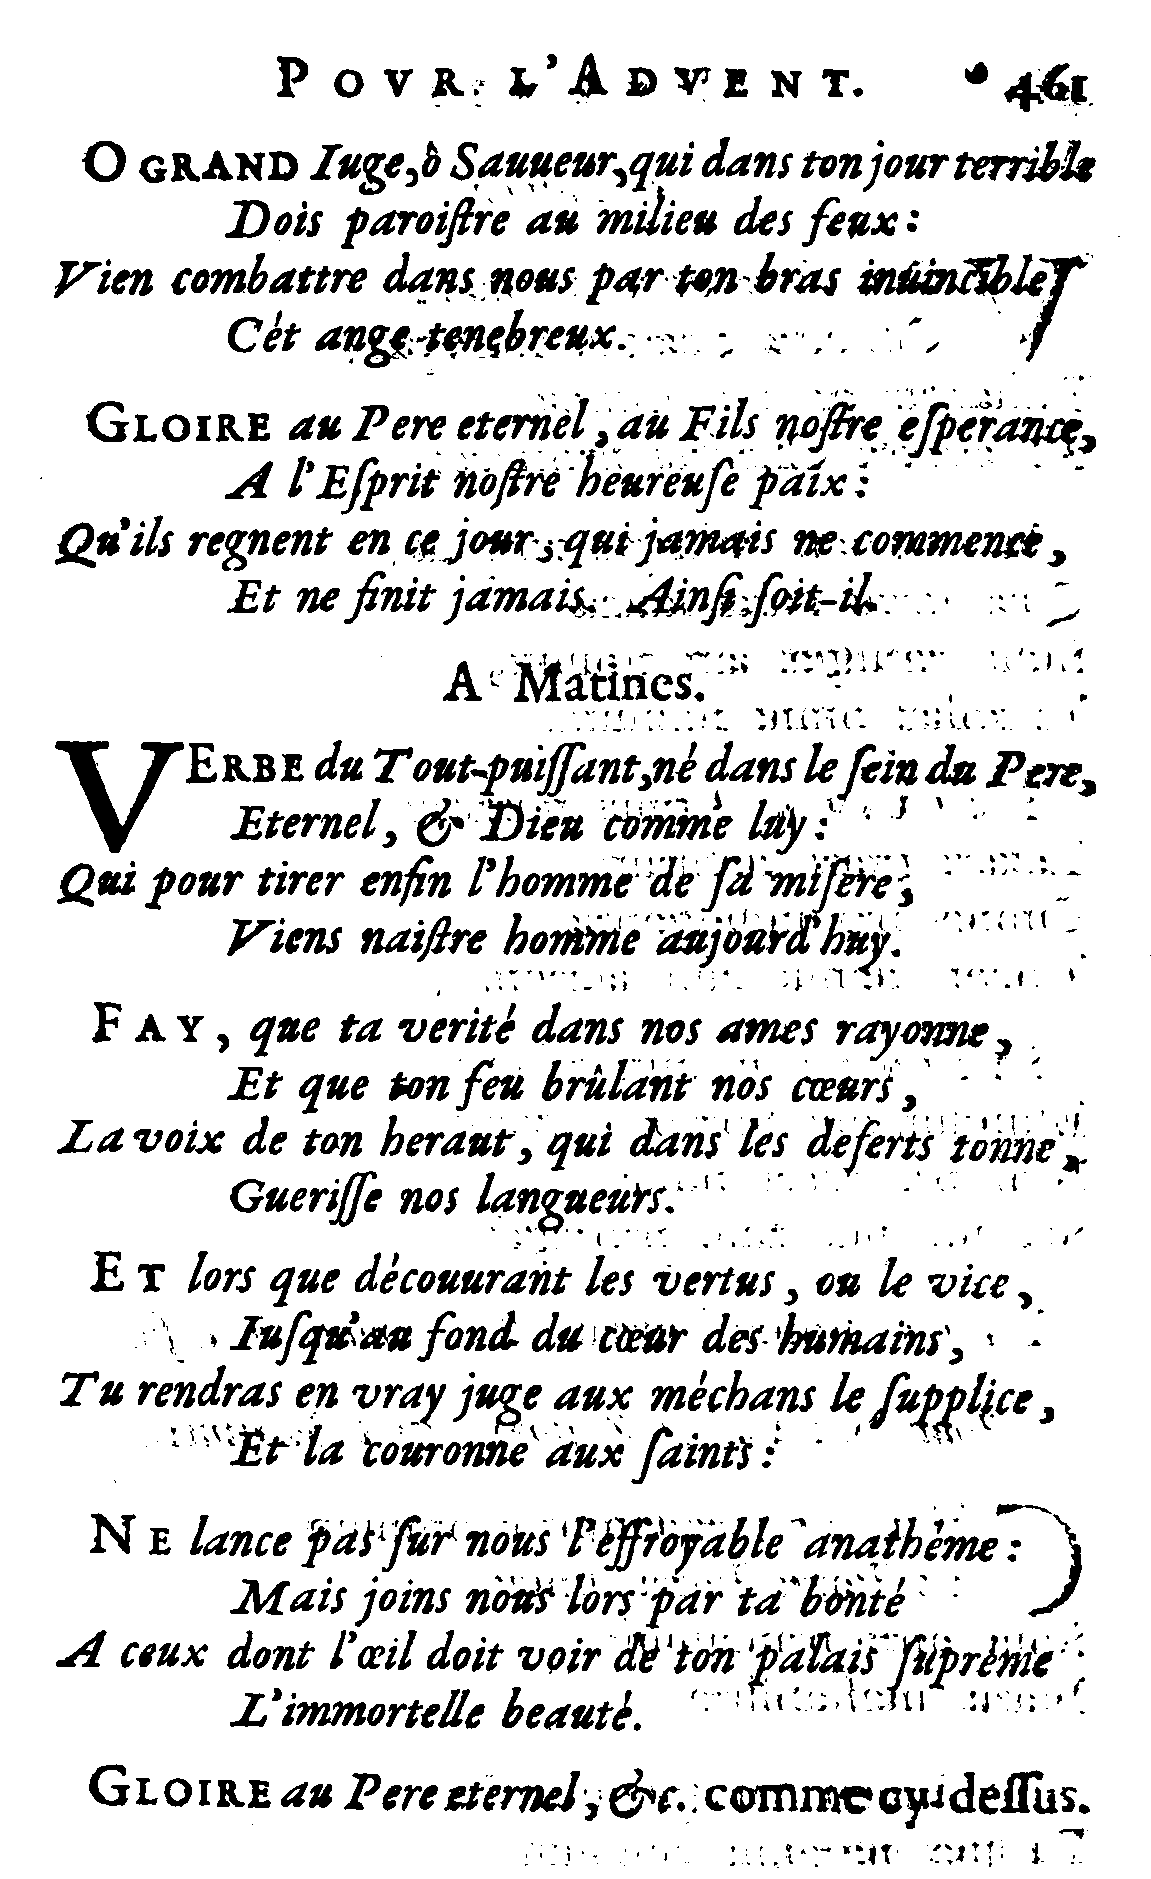 POVR L'ADVENT. 461
O GRAND Iuge, ô Sauueur, qui dans ton jour terrible
Dois paroiſtre au milieu des feux:
Vien combattre dans nous par ton bras inuincible
Cét ange tenebreux.
GLOIRE au Pere eternel, au Fils noſtre eſperance,
A l'Eſprit noſtre heureuſe paix:
Qu'ils regnent en ce jour, qui jamais ne commence,
Et ne finit jamais. Ainſi ſoit-il.
A Matines.
VERBE du Tout-puiſſant, né dans le ſein du Pere,
Eternel, & Dieu comme luy:
Qui pour tirer enfin l'homme de ſa miſere,
Viens naiſtre homme aujourd'huy.
FAY, que ta verité dans nos ames rayonne,
Et que ton feu brûlant nos cœurs,
La voix de ton heraut, qui dans les deſerts tonne,
Gueriſſe nos langueurs.
ET lors que découurant les vertus, ou le vice,
Iuſqu'au fond du cœur des humains,
Tu rendras en vray juge aux méchans le ſupplice,
Et la couronne aux ſaints:
NE lance pas ſur nous l'effroyable anathême:
Mais joins nous lors par ta bonté
A ceux dont l'œil doit voir de ton palais ſuprême
L'immortelle beauté.
GLOIRE au Pere eternel, &c. comme cy-deſſus.